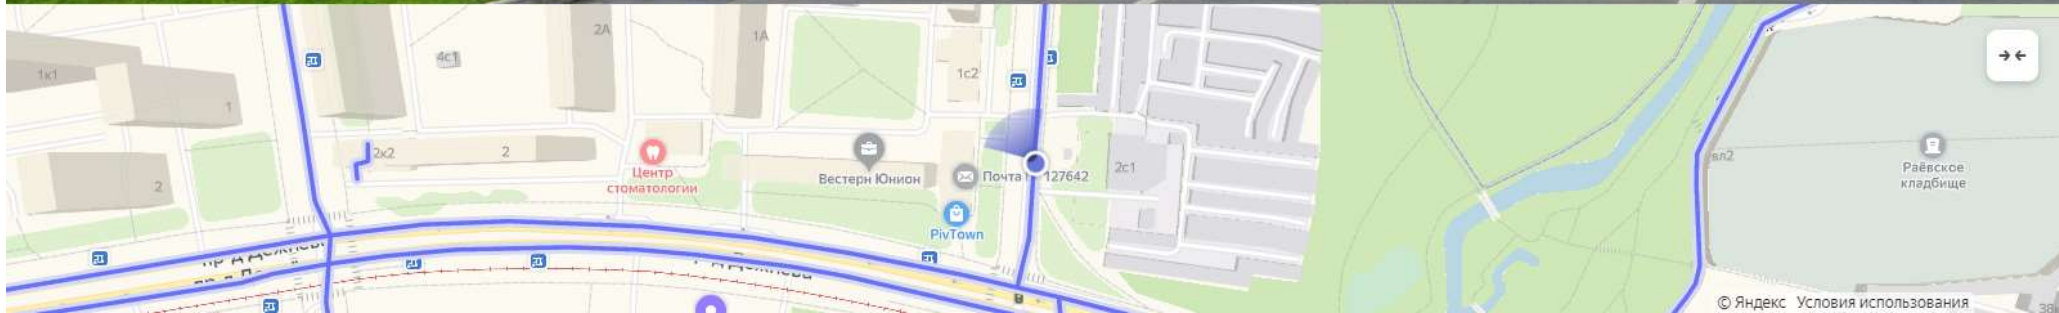 2А
1А
4с1
1к1
1с2
1
2к2
2
2с1
2
Центр
стоматологии
Вестерн Юнион
Почта
127642
PivTown
вл2
Раёвское
кладбище
© Яндекс Условия использования